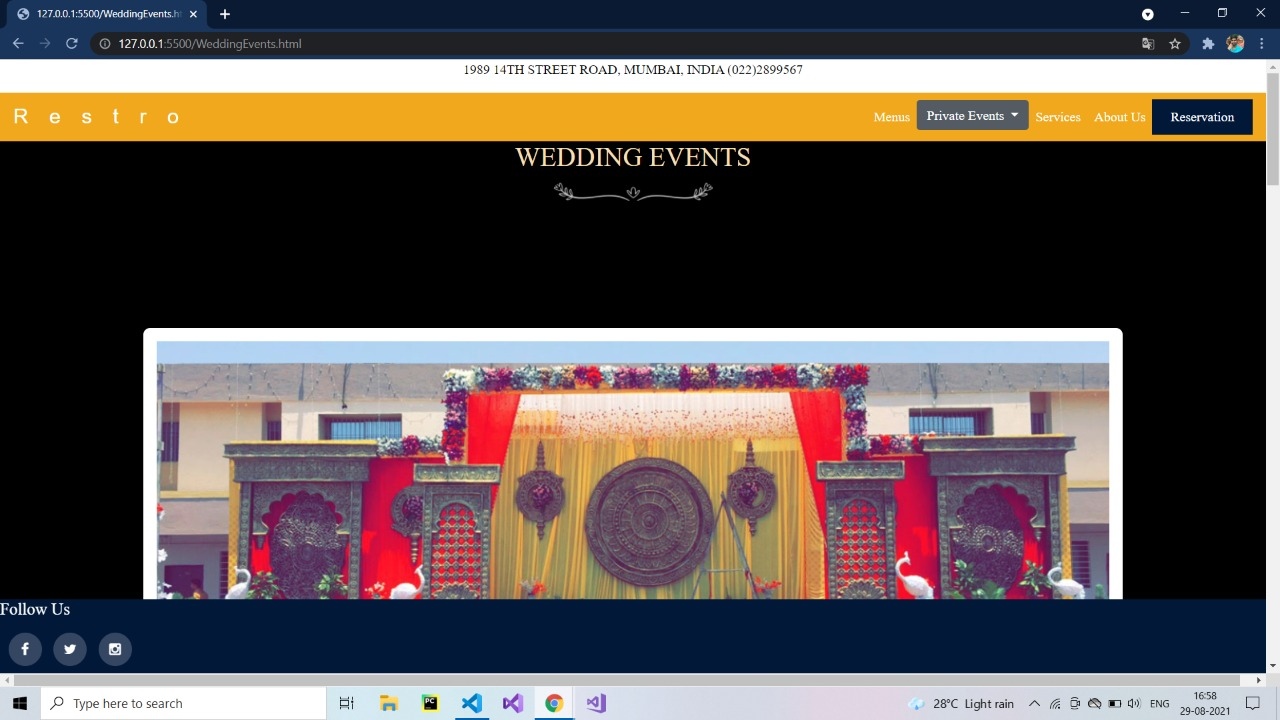 127.0.0.1:5500/WeddingEvents.h
127.0.0.1:5500/WeddingEvents.html
1989 14TH STREET ROAD, MUMBAI, INDIA (022)2899567
Restro
Menus
Private Events
Services
About Us
Reservation
WEDDING EVENTS
Follow Us
Type here to search
PC
28°C Light rain
ENG
16:58
29-08-2021